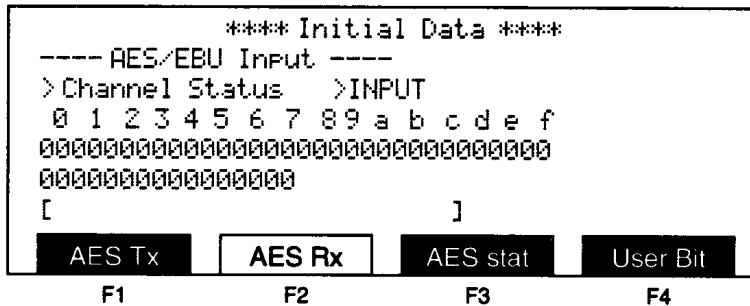 **** Initial Data ****
---- AES/EBU Input ----
>Channel Status >INPUT
0 1 2 3 4 5 6 7 8 9 a b c d e f
00000000000000000000000000000000
0000000000000000
[ ]
AES Tx AES Rx AES stat User Bit
F1 F2 F3 F4